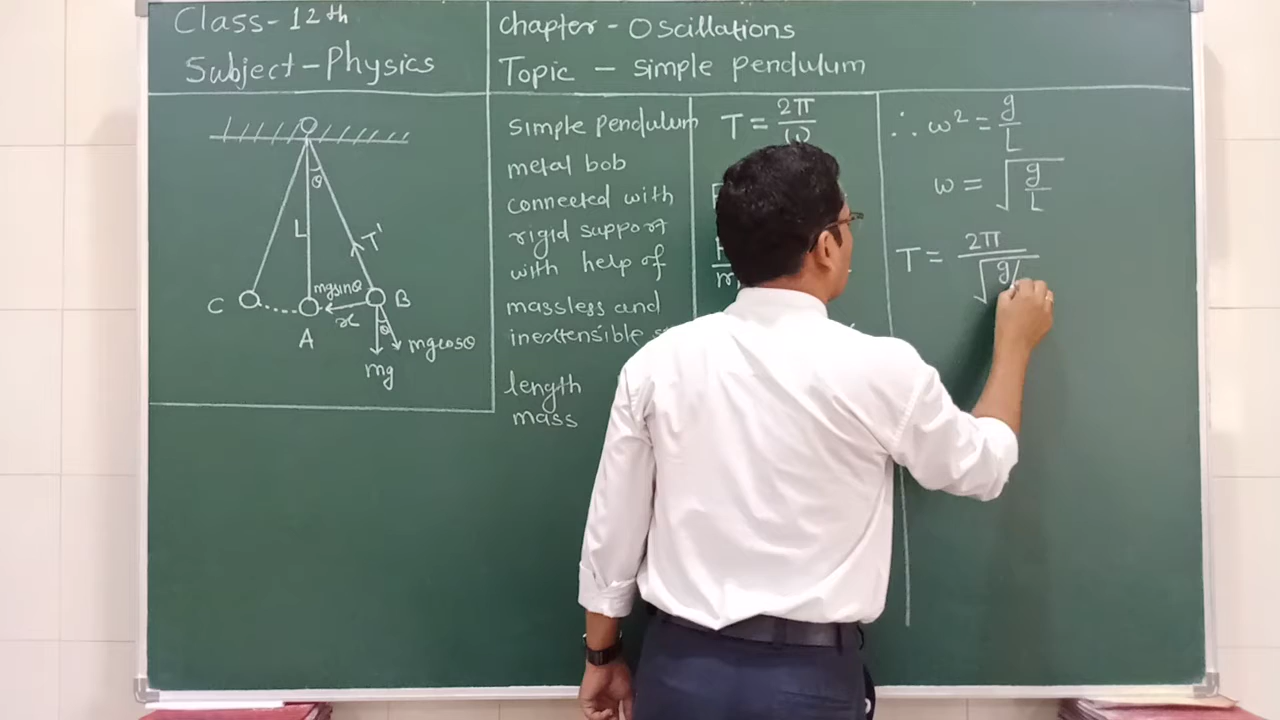 Class-12th
Subject-Physics
Chapter - Oscillations
Topic - simple pendulum
θ
L
T'
mgsinθ
C
B
x
θ
A
mgcosθ
mg
simple pendulum
metal bob
connected with
rigid support
with help of
massless and
inextensible
length
mass
T = 2π/ω
∴ ω² = g/L
ω = √(g/L)
T = 2π/√(g/